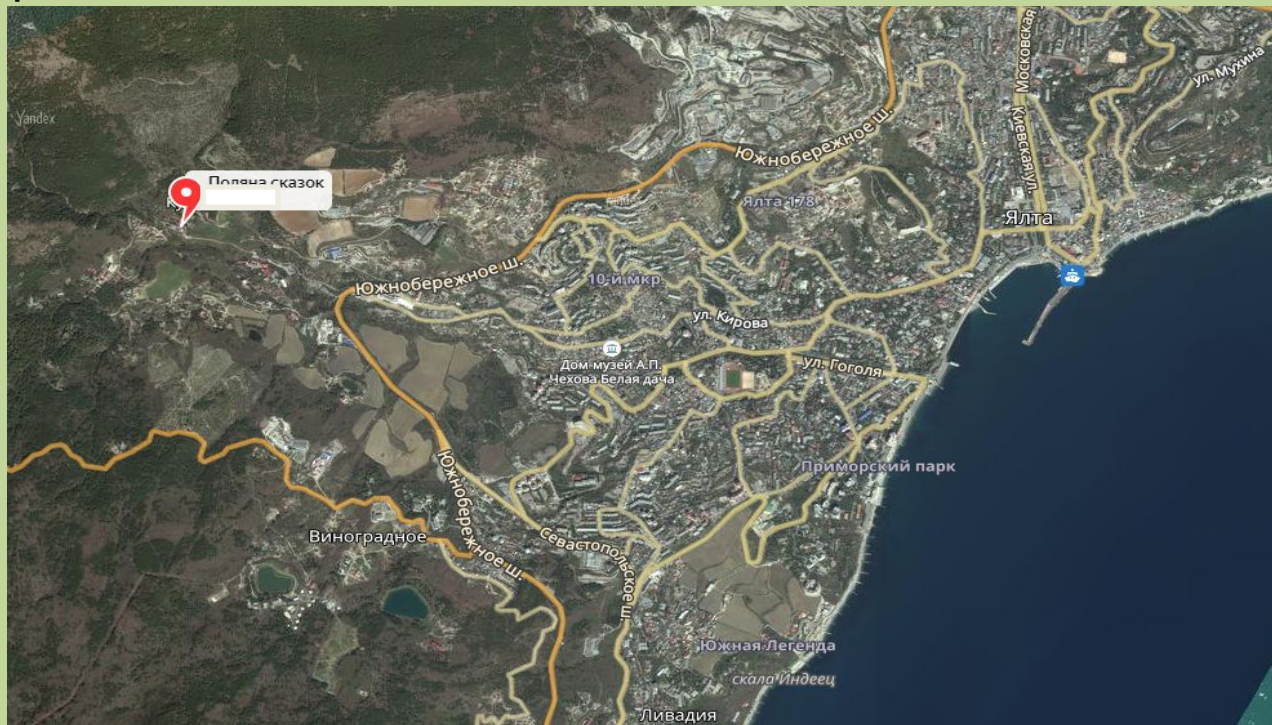 Московская
ул. Мухина
Yandex
Южнобережное ш.
Киевская ул.
Поляна сказок
Ялта 178
Ялта
10-й мкр
Южнобережное ш.
ул. Кирова
Дом-музей А.П.
Чехова Белая дача
ул. Гоголя
Приморский парк
Южнобережное ш.
Виноградное
Севастопольское ш.
Южная Легенда
скала Индеец
Ливадия